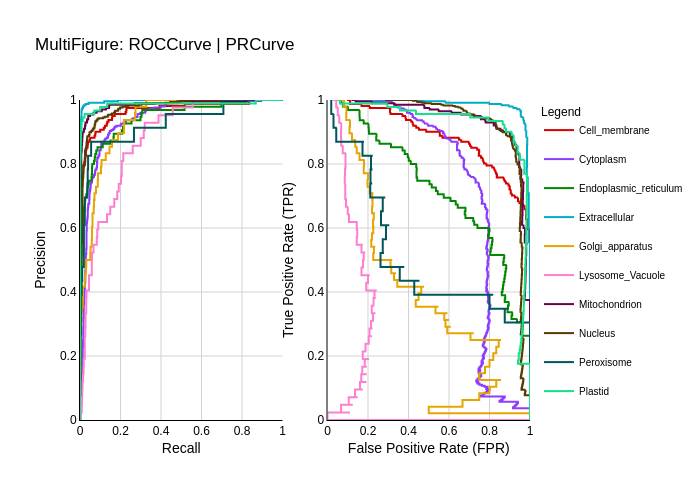 MultiFigure: ROCCurve | PRCurve
Precision
1
0.8
0.6
0.4
0.2
0
0 0.2 0.4 0.6 0.8 1
Recall
True Positive Rate (TPR)
1
0.8
0.6
0.4
0.2
0
0 0.2 0.4 0.6 0.8 1
False Positive Rate (FPR)
Legend
Cell_membrane
Cytoplasm
Endoplasmic_reticulum
Extracellular
Golgi_apparatus
Lysosome_Vacuole
Mitochondrion
Nucleus
Peroxisome
Plastid